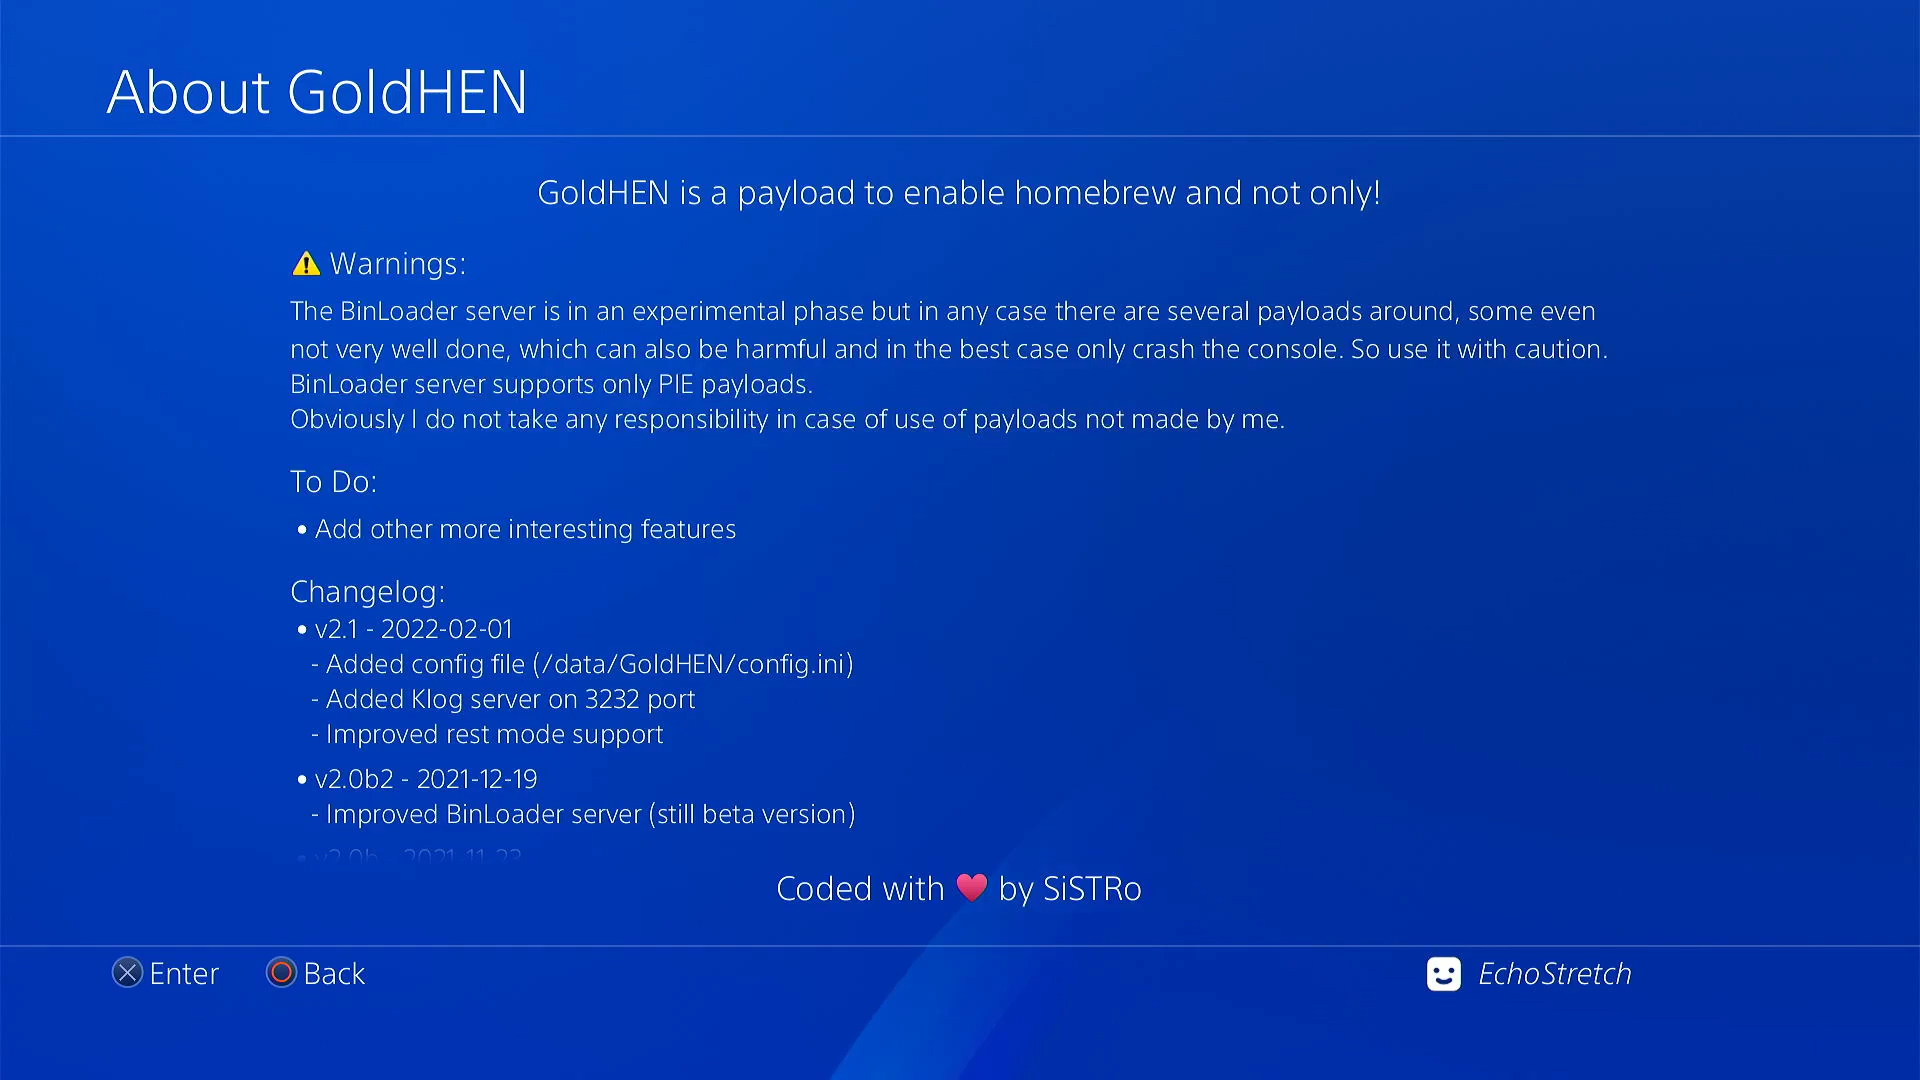 About GoldHEN
GoldHEN is a payload to enable homebrew and not only!
⚠ Warnings:
The BinLoader server is in an experimental phase but in any case there are several payloads around, some even
not very well done, which can also be harmful and in the best case only crash the console. So use it with caution.
BinLoader server supports only PIE payloads.
Obviously I do not take any responsibility in case of use of payloads not made by me.
To Do:
• Add other more interesting features
Changelog:
• v2.1 - 2022-02-01
- Added config file (/data/GoldHEN/config.ini)
- Added Klog server on 3232 port
- Improved rest mode support
• v2.0b2 - 2021-12-19
- Improved BinLoader server (still beta version)
• v2.0b - 2021-11-23
Coded with ♥ by SiSTRo
Enter Back EchoStretch